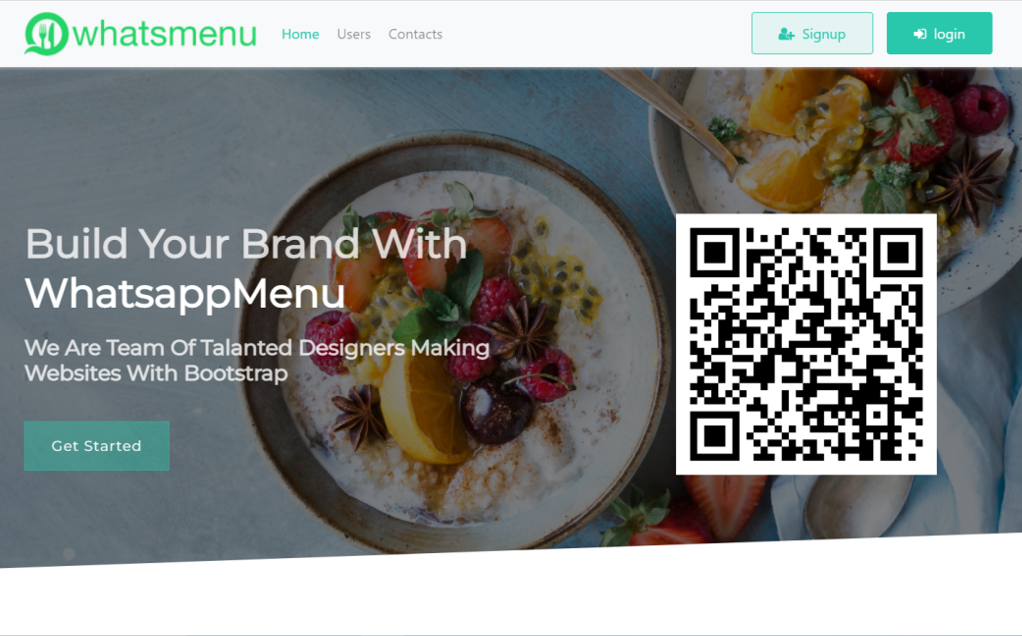 whatsmenu
Home Users Contacts
Signup
login
Build Your Brand With
WhatsappMenu
We Are Team Of Talanted Designers Making
Websites With Bootstrap
Get Started